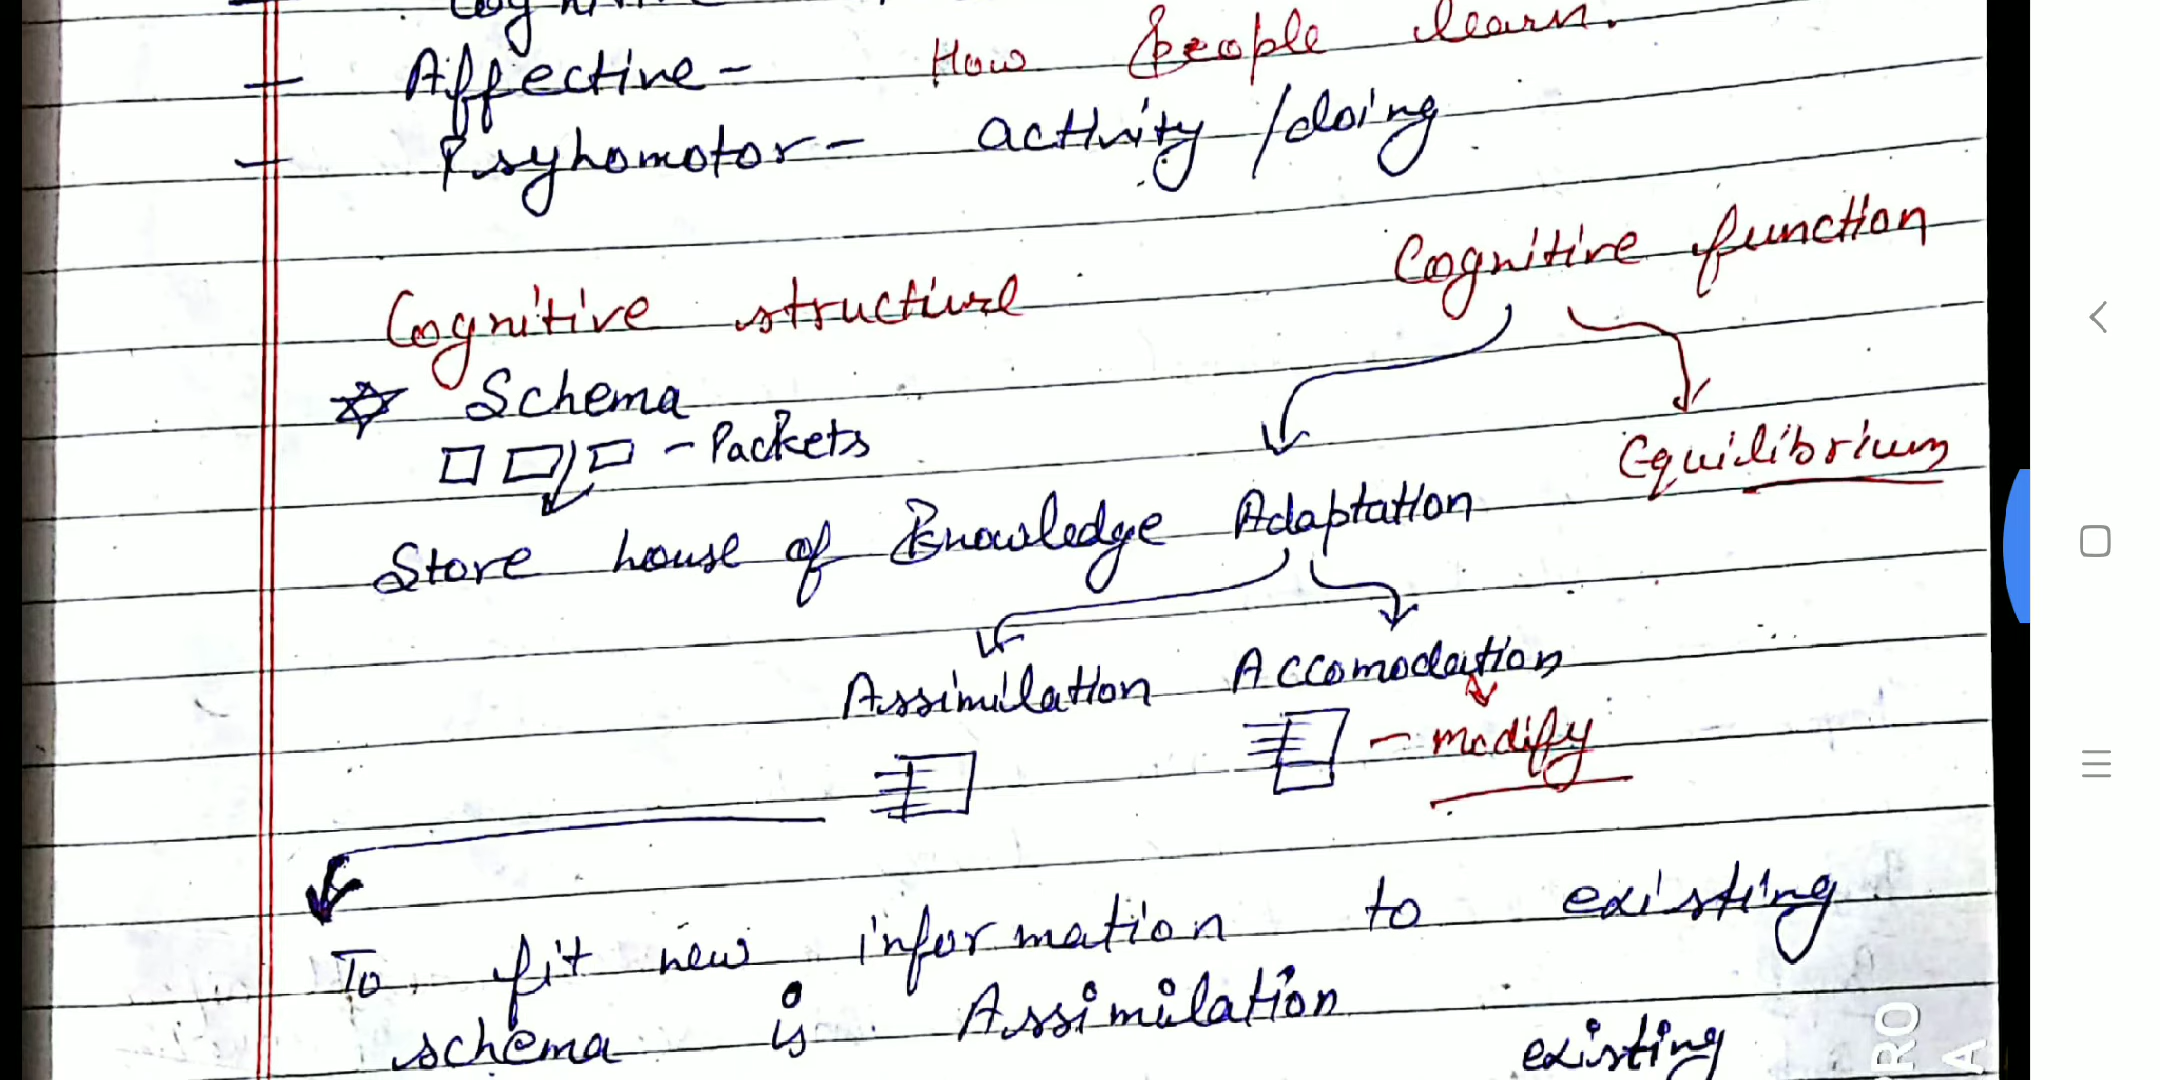 Affective - How people learn.
Psyhomotor - activity / doing
Cognitive function
Cognitive structure
Schema
- Packets
Equilibrium
Store house of Knowledge Adaptation
Assimilation Accomodation
- modify
To fit new information to existing
schema is Assimilation
existing
RO
A